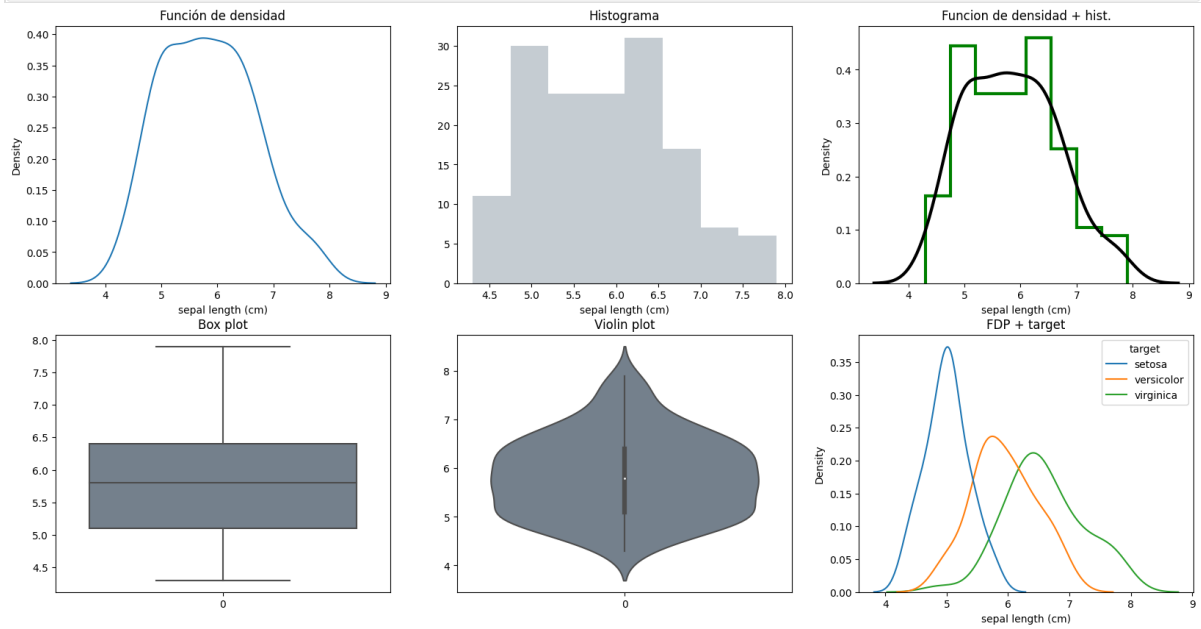 Función de densidad
0.40
0.35
0.30
0.25
0.20
0.15
0.10
0.05
0.00
Density
4 5 6 7 8 9
sepal length (cm)
Histograma
30
25
20
15
10
5
0
4.5 5.0 5.5 6.0 6.5 7.0 7.5 8.0
sepal length (cm)
Funcion de densidad + hist.
0.4
0.3
0.2
0.1
0.0
Density
4 5 6 7 8 9
sepal length (cm)
Box plot
8.0
7.5
7.0
6.5
6.0
5.5
5.0
4.5
0
Violin plot
8
7
6
5
4
0
FDP + target
0.35
0.30
0.25
0.20
0.15
0.10
0.05
0.00
Density
target
setosa
versicolor
virginica
4 5 6 7 8 9
sepal length (cm)